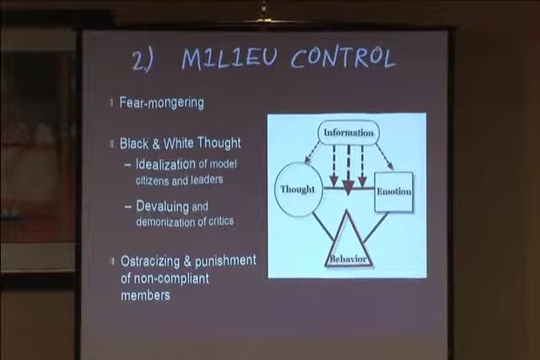 2) MILIEU CONTROL
Fear-mongering
Black & White Thought
– Idealization of model
citizens and leaders
– Devaluing and
demonization of critics
Ostracizing & punishment
of non-compliant
members
Information
Thought
Emotion
Behavior